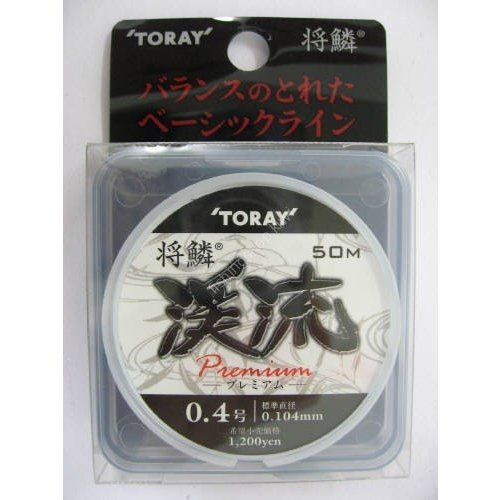 'TORAY' 将鱗®
バランスのとれた
ベーシックライン
'TORAY'
将鱗® 50M
渓流
Premium
プレミアム
0.4号 標準直径
0.104mm
希望小売価格
1,200yen